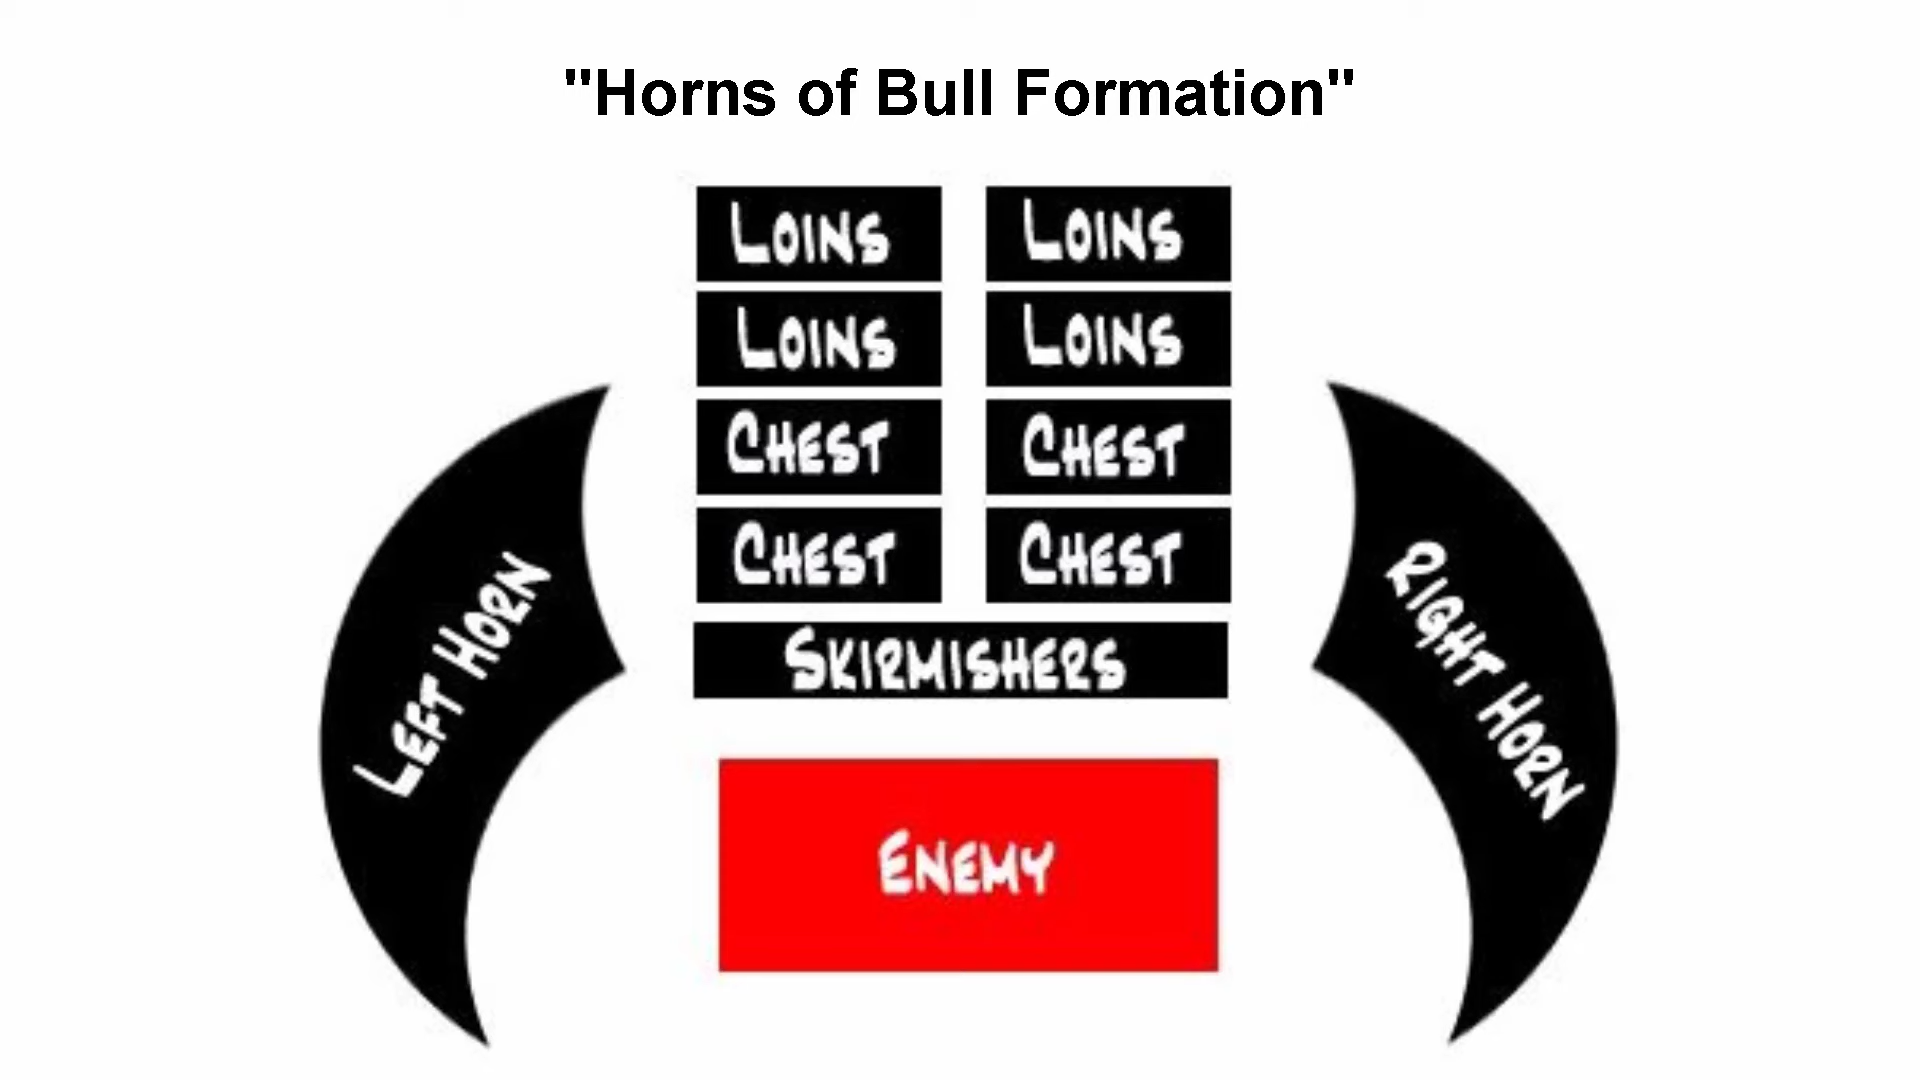 "Horns of Bull Formation"
Loins Loins
Loins Loins
Chest Chest
Chest Chest
Skirmishers
Left Horn
Right Horn
Enemy